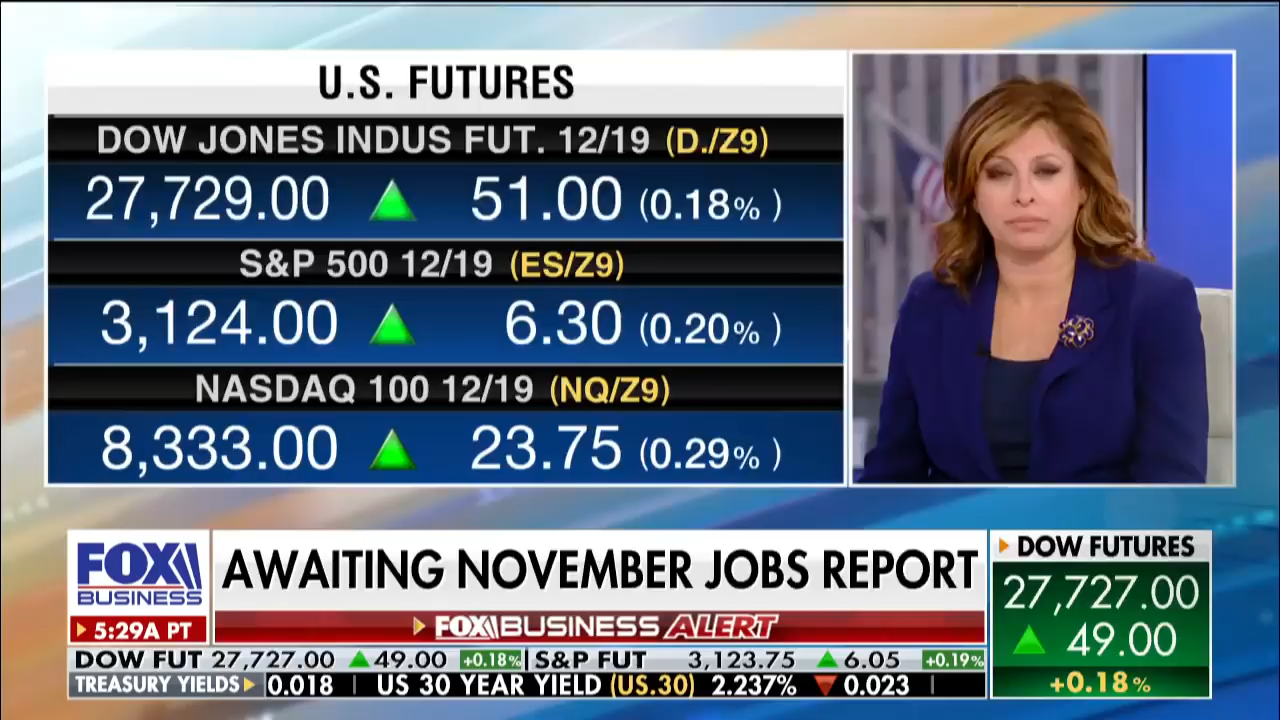 U.S. FUTURES
DOW JONES INDUS FUT. 12/19 (D./Z9)
27,729.00 ▲ 51.00 (0.18% )
S&P 500 12/19 (ES/Z9)
3,124.00 ▲ 6.30 (0.20% )
NASDAQ 100 12/19 (NQ/Z9)
8,333.00 ▲ 23.75 (0.29% )
FOX BUSINESS
AWAITING NOVEMBER JOBS REPORT
DOW FUTURES
27,727.00
▲ 49.00
+0.18%
5:29A PT
FOX BUSINESS ALERT
DOW FUT 27,727.00 ▲ 49.00 +0.18% S&P FUT 3,123.75 ▲ 6.05 +0.19%
TREASURY YIELDS 0.018 US 30 YEAR YIELD (US.30) 2.237% ▼ 0.023